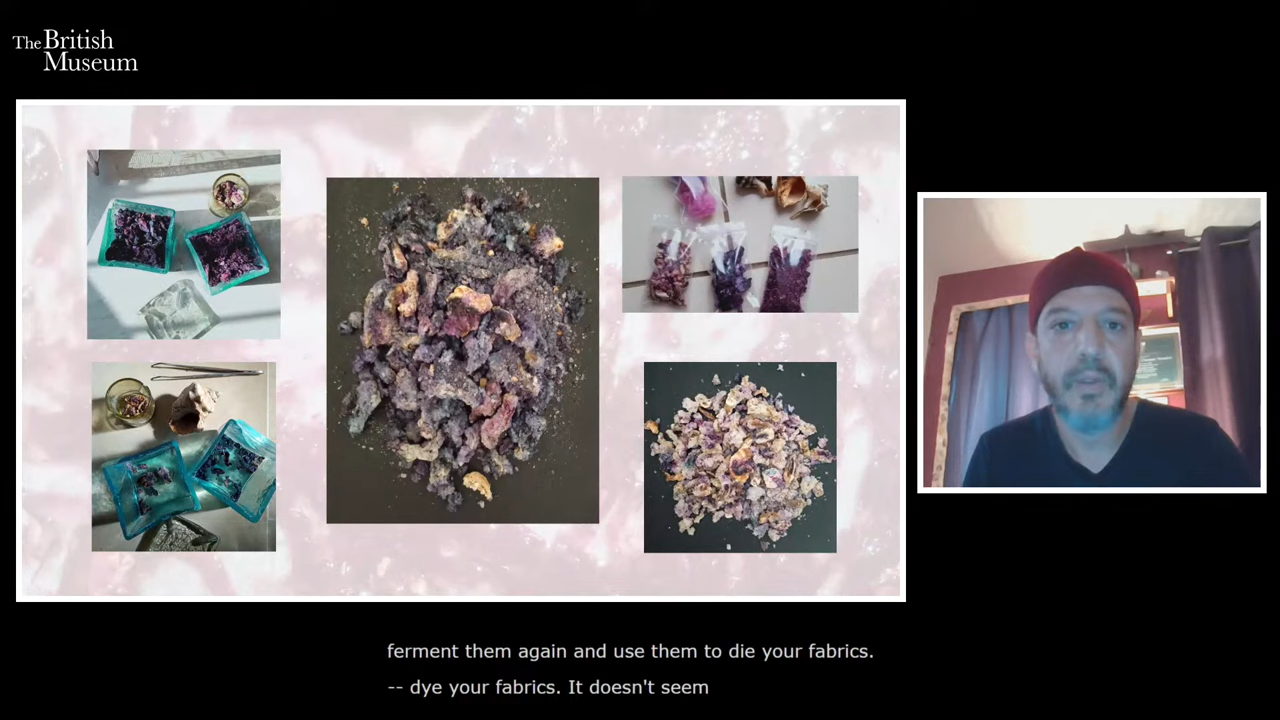 The British
Museum
ferment them again and use them to die your fabrics.
-- dye your fabrics. It doesn't seem